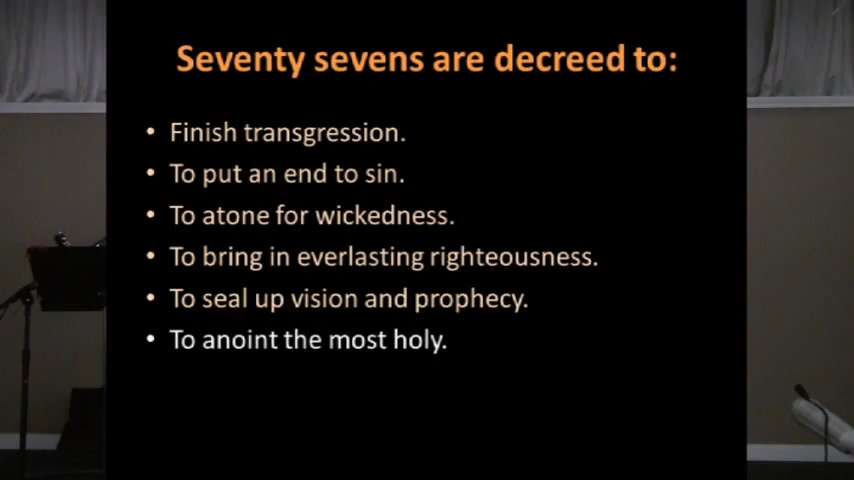 Seventy sevens are decreed to:
• Finish transgression.
• To put an end to sin.
• To atone for wickedness.
• To bring in everlasting righteousness.
• To seal up vision and prophecy.
• To anoint the most holy.